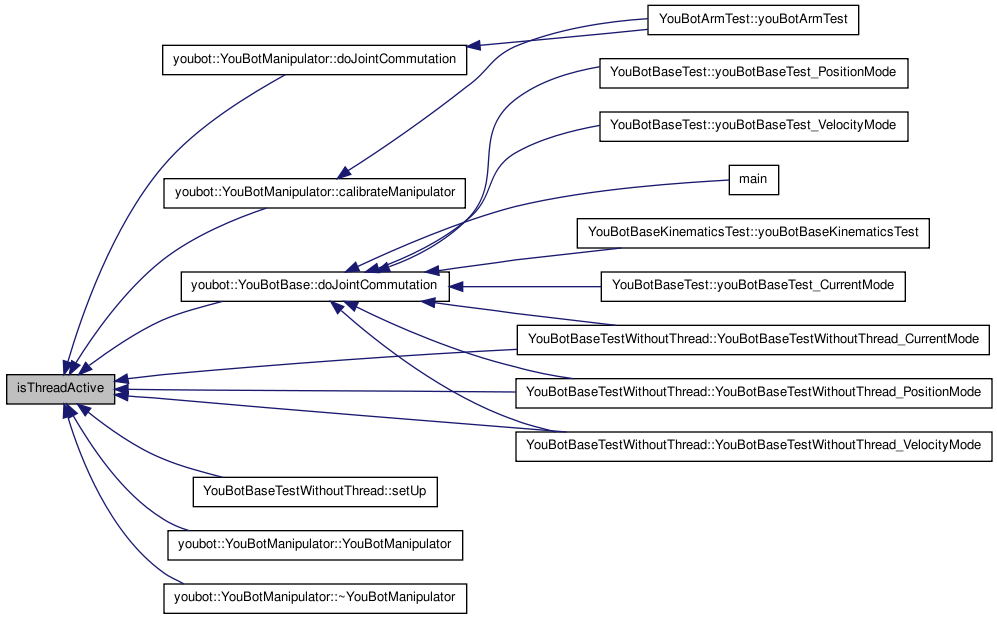 YouBotArmTest::youBotArmTest
youbot::YouBotManipulator::doJointCommutation
YouBotBaseTest::youBotBaseTest_PositionMode
YouBotBaseTest::youBotBaseTest_VelocityMode
main
youbot::YouBotManipulator::calibrateManipulator
YouBotBaseKinematicsTest::youBotBaseKinematicsTest
youbot::YouBotBase::doJointCommutation
YouBotBaseTest::youBotBaseTest_CurrentMode
YouBotBaseTestWithoutThread::YouBotBaseTestWithoutThread_CurrentMode
isThreadActive
YouBotBaseTestWithoutThread::YouBotBaseTestWithoutThread_PositionMode
YouBotBaseTestWithoutThread::YouBotBaseTestWithoutThread_VelocityMode
YouBotBaseTestWithoutThread::setUp
youbot::YouBotManipulator::YouBotManipulator
youbot::YouBotManipulator::~YouBotManipulator